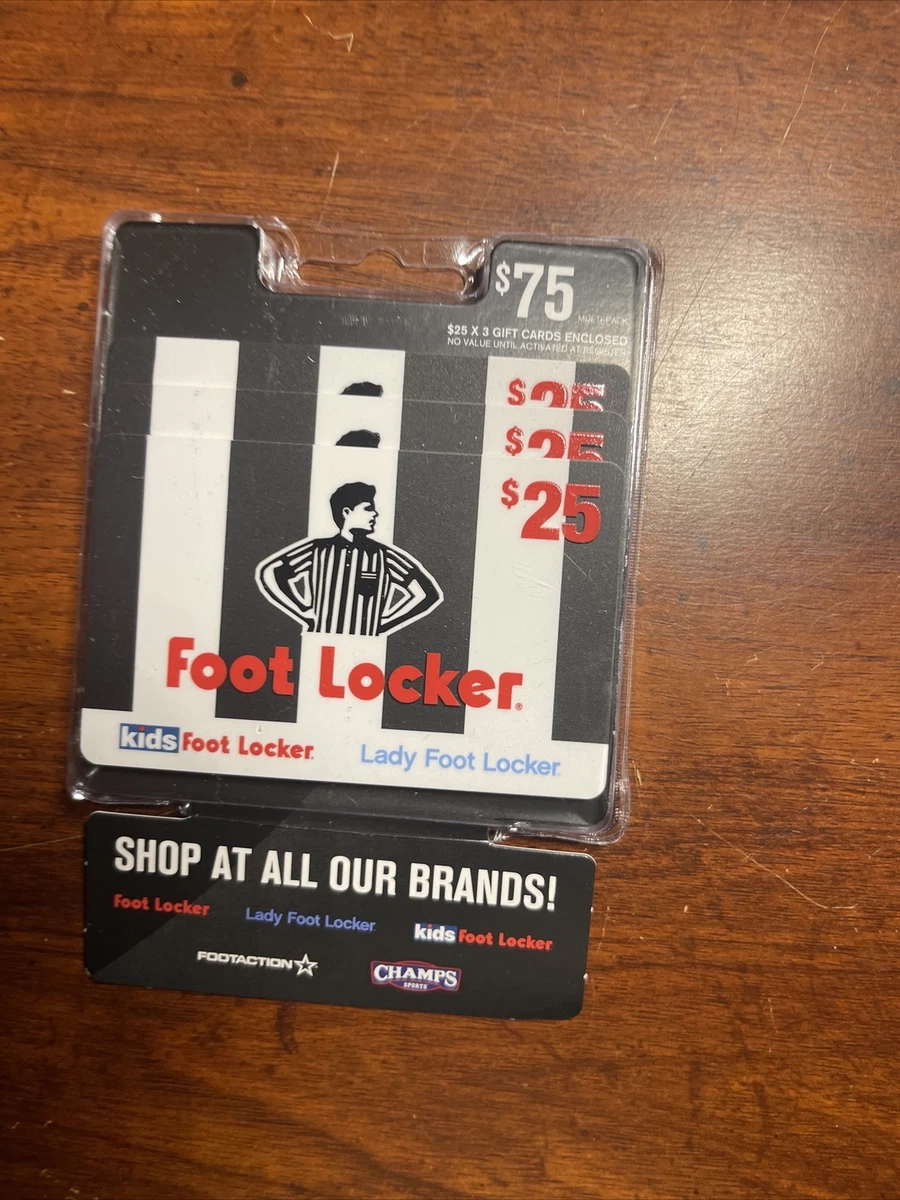 $75
MULTI-PACK
$25 X 3 GIFT CARDS ENCLOSED
NO VALUE UNTIL ACTIVATED AT REGISTER
$25
$25
$25
Foot Locker®
kids Foot Locker
Lady Foot Locker
SHOP AT ALL OUR BRANDS!
Foot Locker
Lady Foot Locker
kids Foot Locker
FOOTACTION
CHAMPS
SPORTS